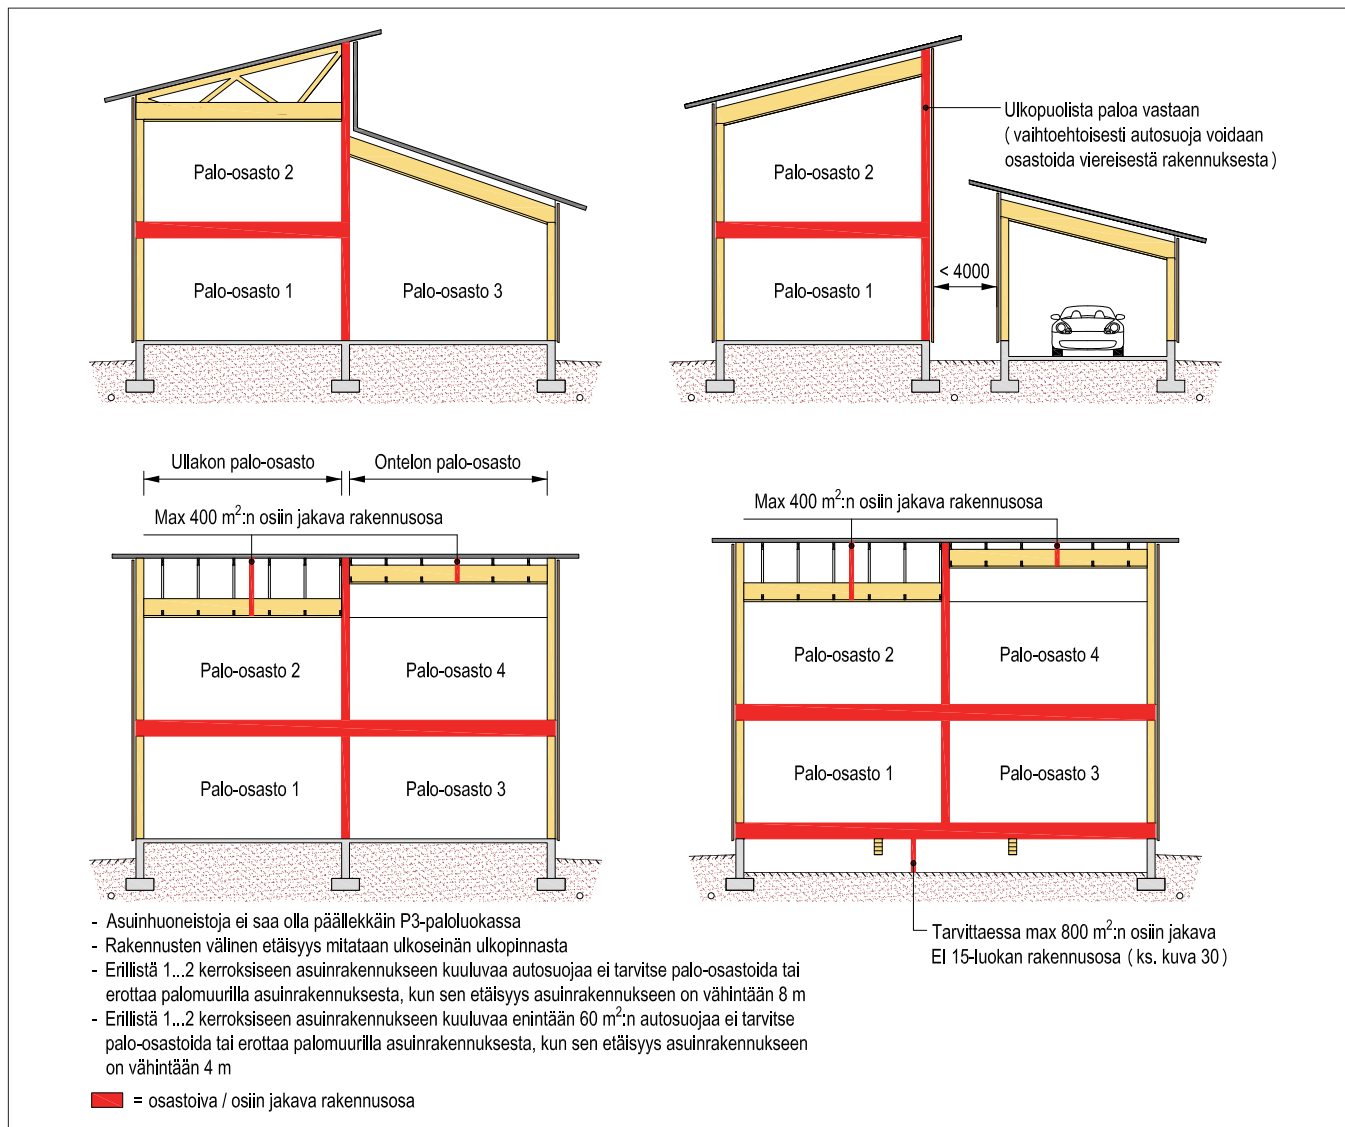 Palo-osasto 2
Palo-osasto 1
Palo-osasto 3
Ulkopuolista paloa vastaan
( vaihtoehtoisesti autosuoja voidaan
osastoida viereisestä rakennuksesta )
Palo-osasto 2
Palo-osasto 1
< 4000
Ullakon palo-osasto
Ontelon palo-osasto
Max 400 m²:n osiin jakava rakennusosa
Palo-osasto 2
Palo-osasto 4
Palo-osasto 1
Palo-osasto 3
Max 400 m²:n osiin jakava rakennusosa
Palo-osasto 2
Palo-osasto 4
Palo-osasto 1
Palo-osasto 3
Tarvittaessa max 800 m²:n osiin jakava
EI 15-luokan rakennusosa ( ks. kuva 30 )
- Asuinhuoneistoja ei saa olla päällekkäin P3-paloluokassa
- Rakennusten välinen etäisyys mitataan ulkoseinän ulkopinnasta
- Erillistä 1...2 kerroksiseen asuinrakennukseen kuuluvaa autosuojaa ei tarvitse palo-osastoida tai
erottaa palomuurilla asuinrakennuksesta, kun sen etäisyys asuinrakennukseen on vähintään 8 m
- Erillistä 1...2 kerroksiseen asuinrakennukseen kuuluvaa enintään 60 m²:n autosuojaa ei tarvitse
palo-osastoida tai erottaa palomuurilla asuinrakennuksesta, kun sen etäisyys asuinrakennukseen
on vähintään 4 m
= osastoiva / osiin jakava rakennusosa